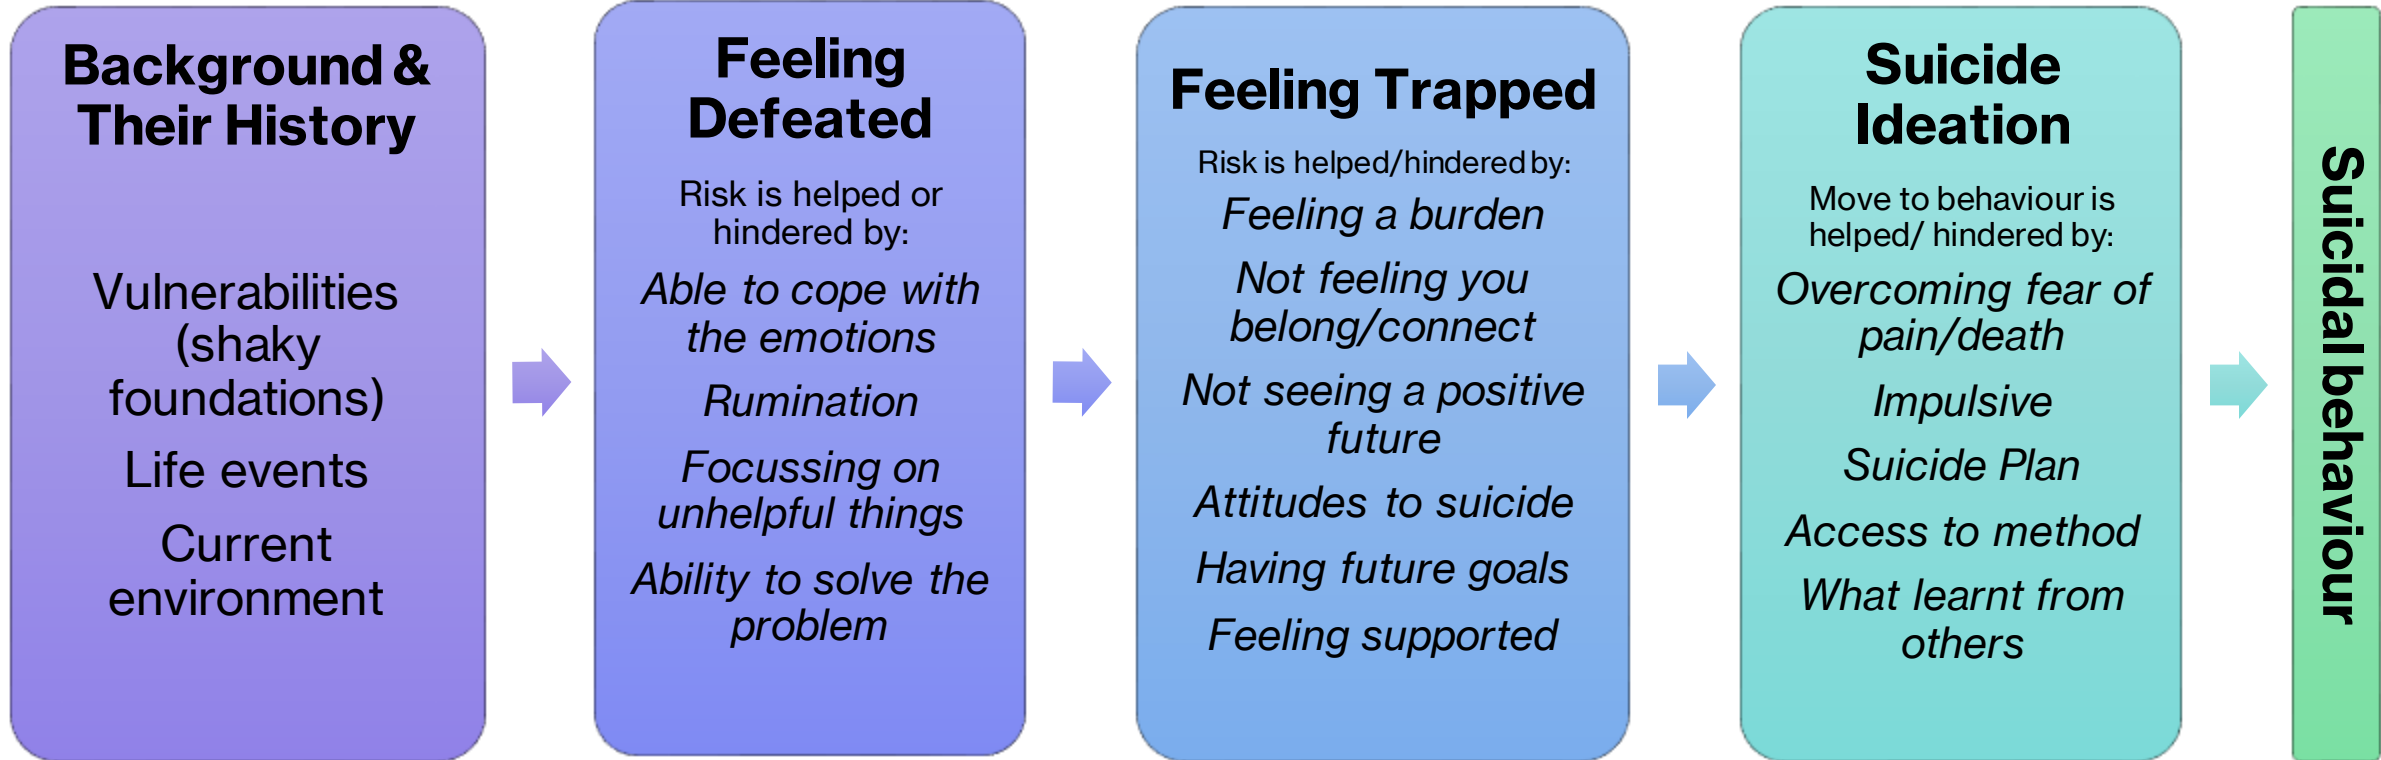 Background &
Their History
Vulnerabilities
(shaky
foundations)
Life events
Current
environment
Feeling
Defeated
Risk is helped or
hindered by:
Able to cope with
the emotions
Rumination
Focussing on
unhelpful things
Ability to solve the
problem
Feeling Trapped
Risk is helped/hindered by:
Feeling a burden
Not feeling you
belong/connect
Not seeing a positive
future
Attitudes to suicide
Having future goals
Feeling supported
Suicide
Ideation
Move to behaviour is
helped/ hindered by:
Overcoming fear of
pain/death
Impulsive
Suicide Plan
Access to method
What learnt from
others
Suicidal behaviour